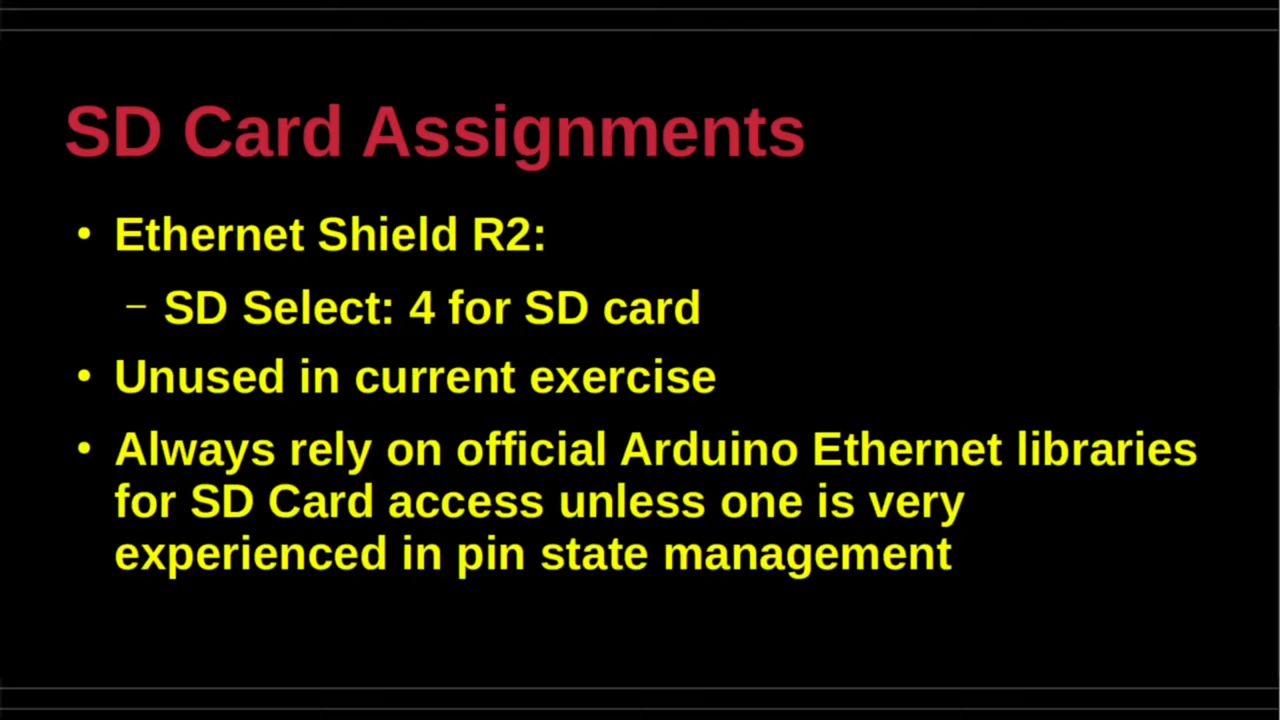 SD Card Assignments
• Ethernet Shield R2:
– SD Select: 4 for SD card
• Unused in current exercise
• Always rely on official Arduino Ethernet libraries
for SD Card access unless one is very
experienced in pin state management